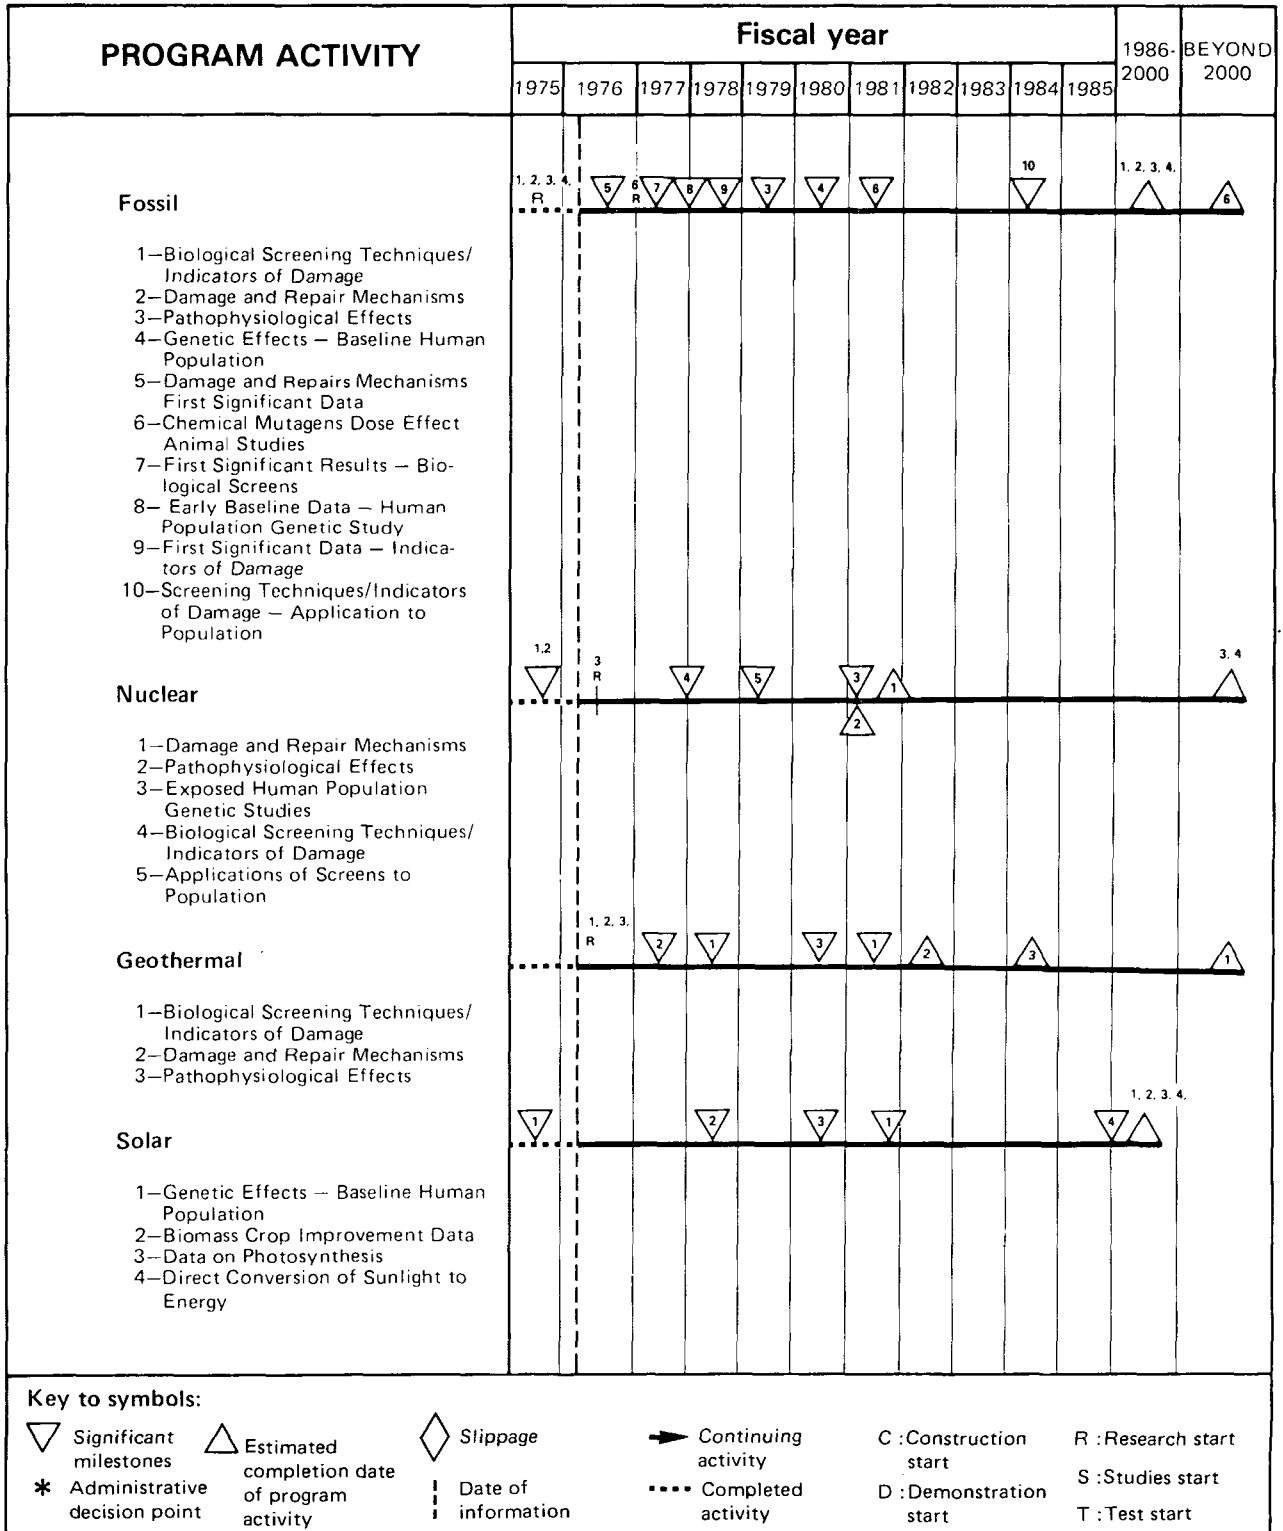 PROGRAM ACTIVITY
Fiscal year
1986-
2000
BEYOND
2000
1975 1976 1977 1978 1979 1980 1981 1982 1983 1984 1985
Fossil
1, 2, 3, 4,
R
5
6
R
7
8
9
3
4
6
10
1, 2, 3, 4,
6
1—Biological Screening Techniques/
Indicators of Damage
2—Damage and Repair Mechanisms
3—Pathophysiological Effects
4—Genetic Effects — Baseline Human
Population
5—Damage and Repairs Mechanisms
First Significant Data
6—Chemical Mutagens Dose Effect
Animal Studies
7—First Significant Results — Bio-
logical Screens
8— Early Baseline Data — Human
Population Genetic Study
9—First Significant Data — Indica-
tors of Damage
10—Screening Techniques/Indicators
of Damage — Application to
Population
Nuclear
1,2
3
R
4
5
3
2
1
3, 4
1—Damage and Repair Mechanisms
2—Pathophysiological Effects
3—Exposed Human Population
Genetic Studies
4—Biological Screening Techniques/
Indicators of Damage
5—Applications of Screens to
Population
Geothermal
1, 2, 3,
R
2
1
3
1
2
3
1
1—Biological Screening Techniques/
Indicators of Damage
2—Damage and Repair Mechanisms
3—Pathophysiological Effects
Solar
1
2
3
1
4
1, 2, 3, 4,
1—Genetic Effects — Baseline Human
Population
2—Biomass Crop Improvement Data
3—Data on Photosynthesis
4—Direct Conversion of Sunlight to
Energy
Key to symbols:
Significant
milestones
* Administrative
decision point
Estimated
completion date
of program
activity
Slippage
Date of
information
Continuing
activity
Completed
activity
C :Construction
start
D :Demonstration
start
R :Research start
S :Studies start
T :Test start